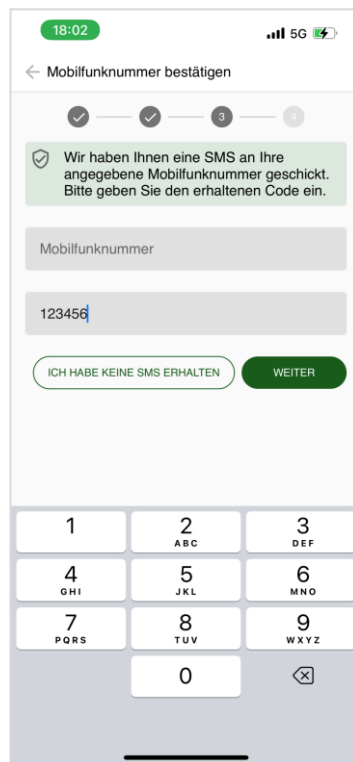 18:02
5G
Mobilfunknummer bestätigen
3
4
Wir haben Ihnen eine SMS an Ihre
angegebene Mobilfunknummer geschickt.
Bitte geben Sie den erhaltenen Code ein.
Mobilfunknummer
123456
ICH HABE KEINE SMS ERHALTEN
WEITER
1
2
3
ABC
DEF
4
5
6
GHI
JKL
MNO
7
8
9
PQRS
TUV
WXYZ
0